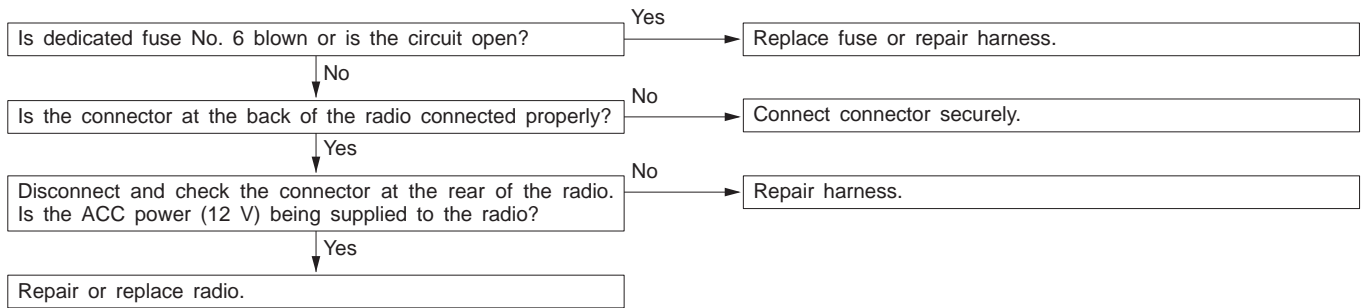 Is dedicated fuse No. 6 blown or is the circuit open?
Yes
Replace fuse or repair harness.
No
Is the connector at the back of the radio connected properly?
No
Connect connector securely.
Yes
Disconnect and check the connector at the rear of the radio.
Is the ACC power (12 V) being supplied to the radio?
No
Repair harness.
Yes
Repair or replace radio.